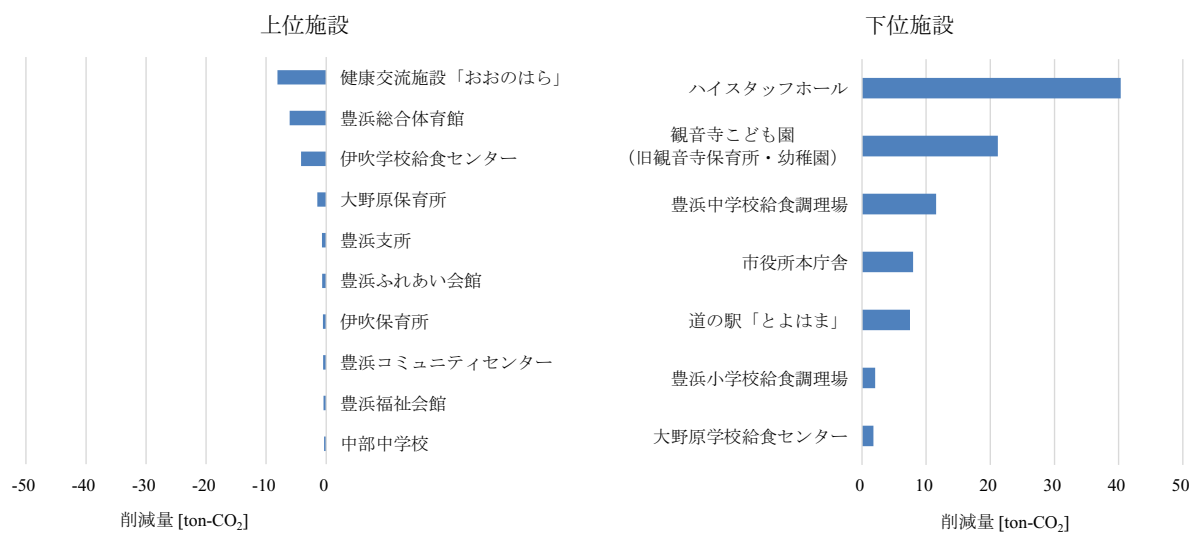 上位施設
健康交流施設「おおのはら」
豊浜総合体育館
伊吹学校給食センター
大野原保育所
豊浜支所
豊浜ふれあい会館
伊吹保育所
豊浜コミュニティセンター
豊浜福祉会館
中部中学校
-50 -40 -30 -20 -10 0
削減量 [ton-CO₂]
下位施設
ハイスタッフホール
観音寺こども園
（旧観音寺保育所・幼稚園）
豊浜中学校給食調理場
市役所本庁舎
道の駅「とよはま」
豊浜小学校給食調理場
大野原学校給食センター
0 10 20 30 40 50
削減量 [ton-CO₂]